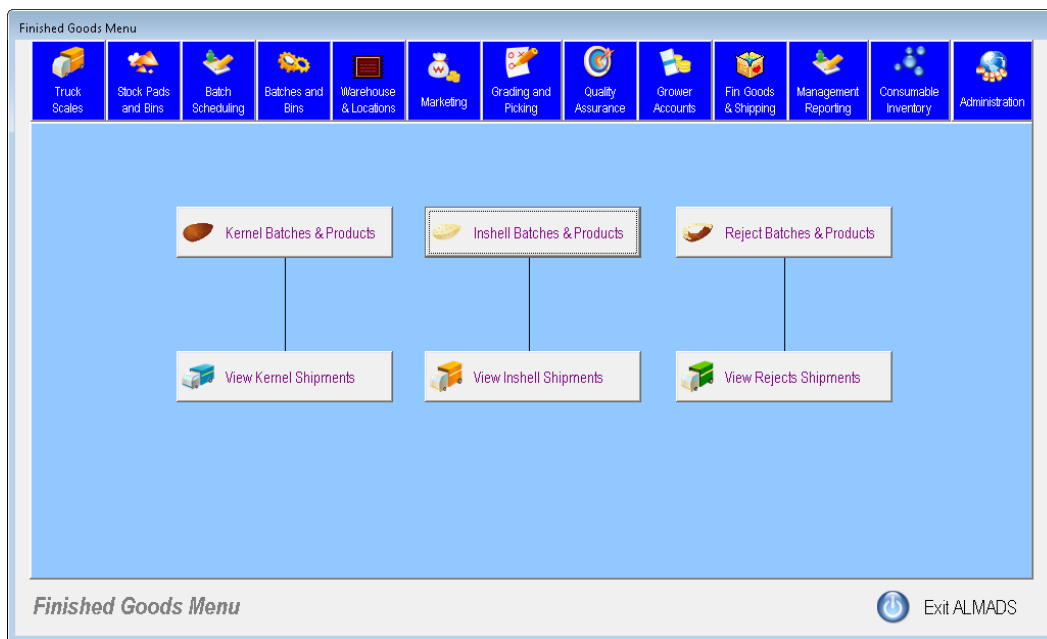 Finished Goods Menu
Truck
Scales
Stock Pads
and Bins
Batch
Scheduling
Batches and
Bins
Warehouse
& Locations
Marketing
Grading and
Picking
Quality
Assurance
Grower
Accounts
Fin Goods
& Shipping
Management
Reporting
Consumable
Inventory
Administration
Kernel Batches & Products
Inshell Batches & Products
Reject Batches & Products
View Kernel Shipments
View Inshell Shipments
View Rejects Shipments
Finished Goods Menu
Exit ALMADS